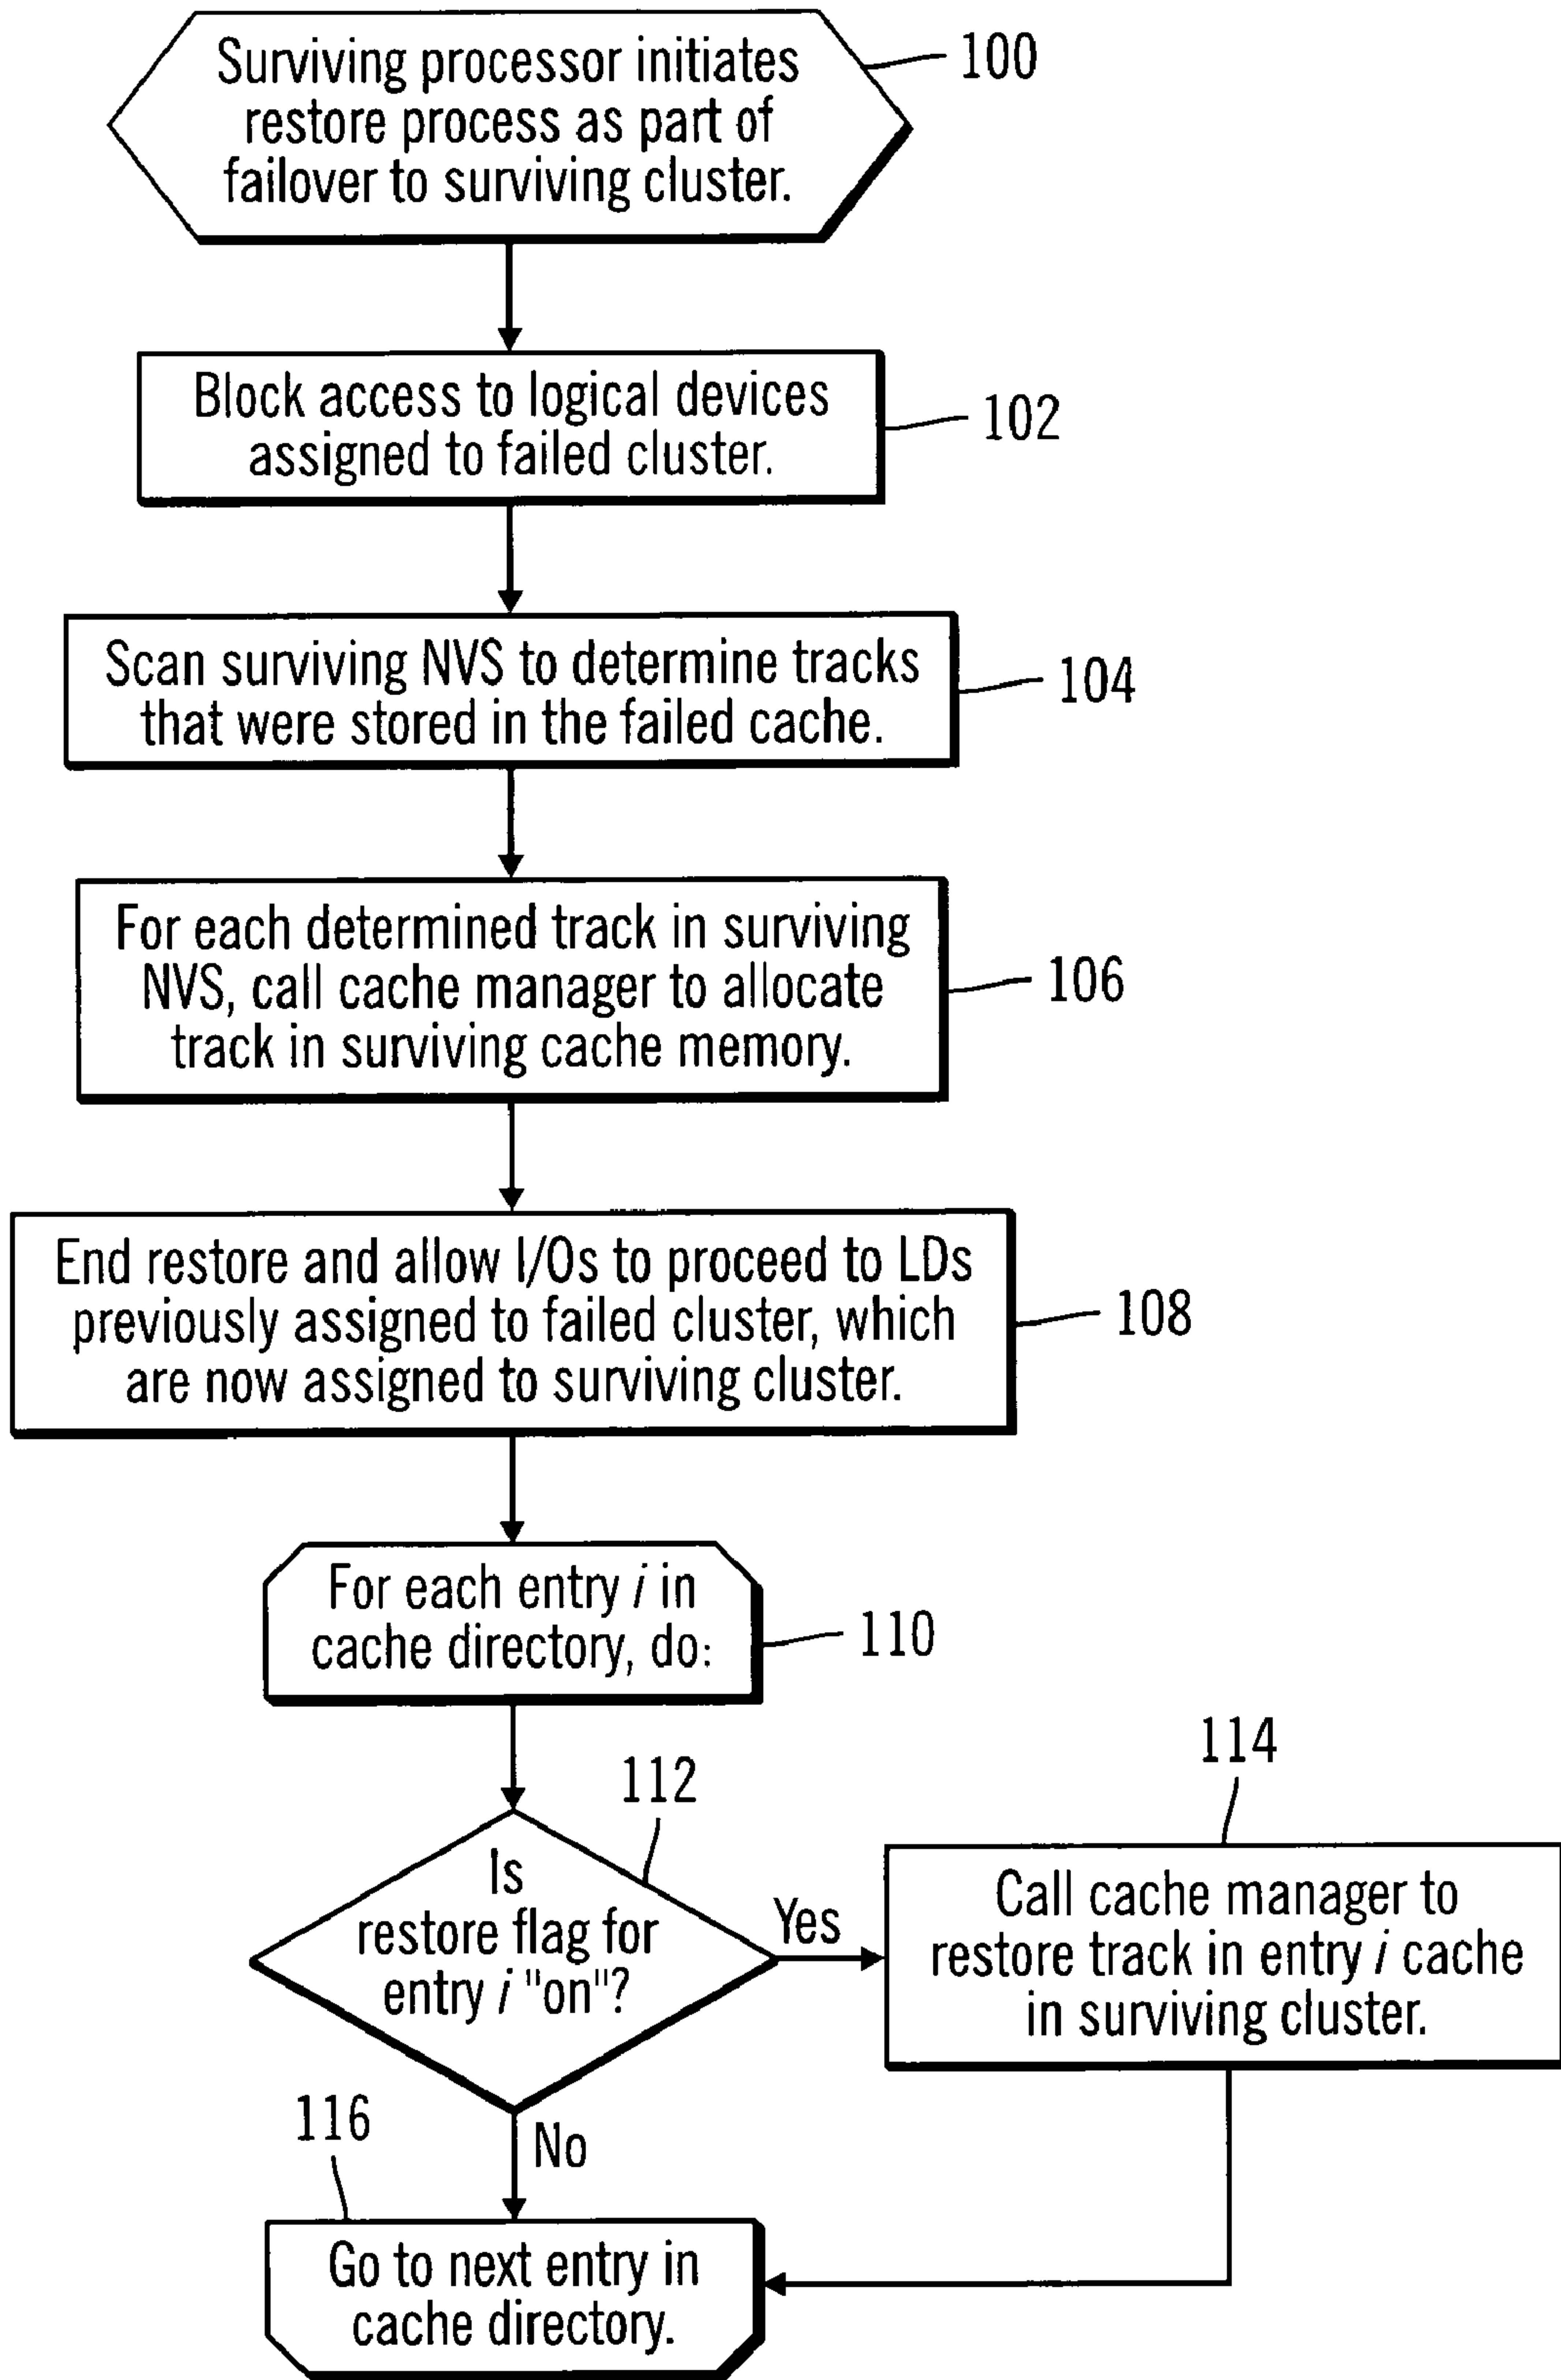 Surviving processor initiates
restore process as part of
failover to surviving cluster.
100
Block access to logical devices
assigned to failed cluster.
102
Scan surviving NVS to determine tracks
that were stored in the failed cache.
104
For each determined track in surviving
NVS, call cache manager to allocate
track in surviving cache memory.
106
End restore and allow I/Os to proceed to LDs
previously assigned to failed cluster, which
are now assigned to surviving cluster.
108
For each entry i in
cache directory, do:
110
112
Is
restore flag for
entry i "on"?
Yes
114
Call cache manager to
restore track in entry i cache
in surviving cluster.
No
116
Go to next entry in
cache directory.